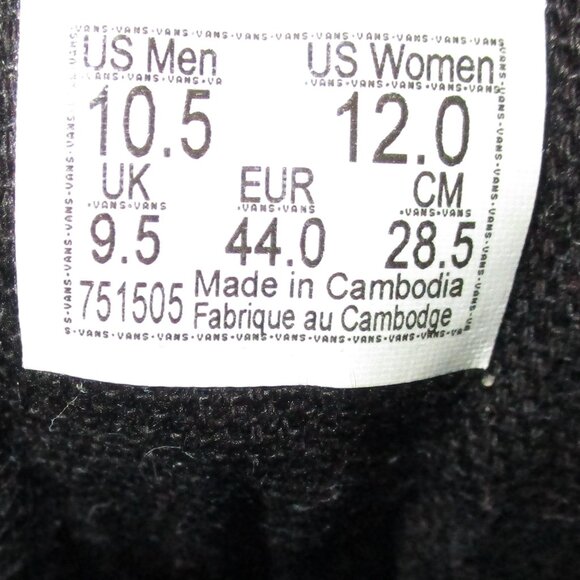 US Men US Women
10.5 12.0
UK EUR CM
9.5 44.0 28.5
751505 Made in Cambodia
Fabrique au Cambodge